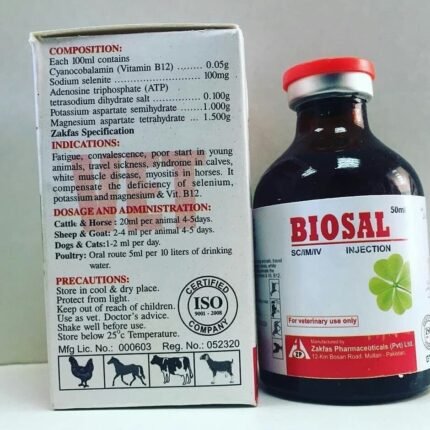 COMPOSITION:
Each 100ml contains
Cyanocobalamin (Vitamin B12) ........ 0.05g
Sodium selenite ........................ 100mg
Adenosine triphosphate (ATP)
tetrasodium dihydrate salt ........ 0.100g
Potassium aspartate semihydrate ..... 1.000g
Magnesium aspartate tetrahydrate ... 1.500g
Zakfas Specification
INDICATIONS:
Fatigue, convalescence, poor start in young
animals, travel sickness, syndrome in calves,
white muscle disease, myositis in horses. It
compensate the deficiency of selenium,
potassium and magnesium & Vit. B12.
DOSAGE AND ADMINISTRATION:
Cattle & Horse : 20ml per animal 4-5days.
Sheep & Goat: 2-4 ml per animal 4-5 days.
Dogs & Cats:1-2 ml per day.
Poultry: Oral route 5ml per 10 liters of drinking
water.
PRECAUTIONS:
Store in cool & dry place.
Protect from light.
Keep out of reach of children.
Use as vet. Doctor's advice.
Shake well before use.
Store below 25°c Temperature.
CERTIFIED
ISO
9001 - 2008
COMPANY
Mfg Lic. No.: 000603 Reg. No.: 052320
50ml
BIOSAL
SC/IM/IV INJECTION
For veterinary use only
ZP
Manufactured by
Zakfas Pharmaceuticals (Pvt) Ltd.
12-Km Bosan Road. Multan - Pakistan.